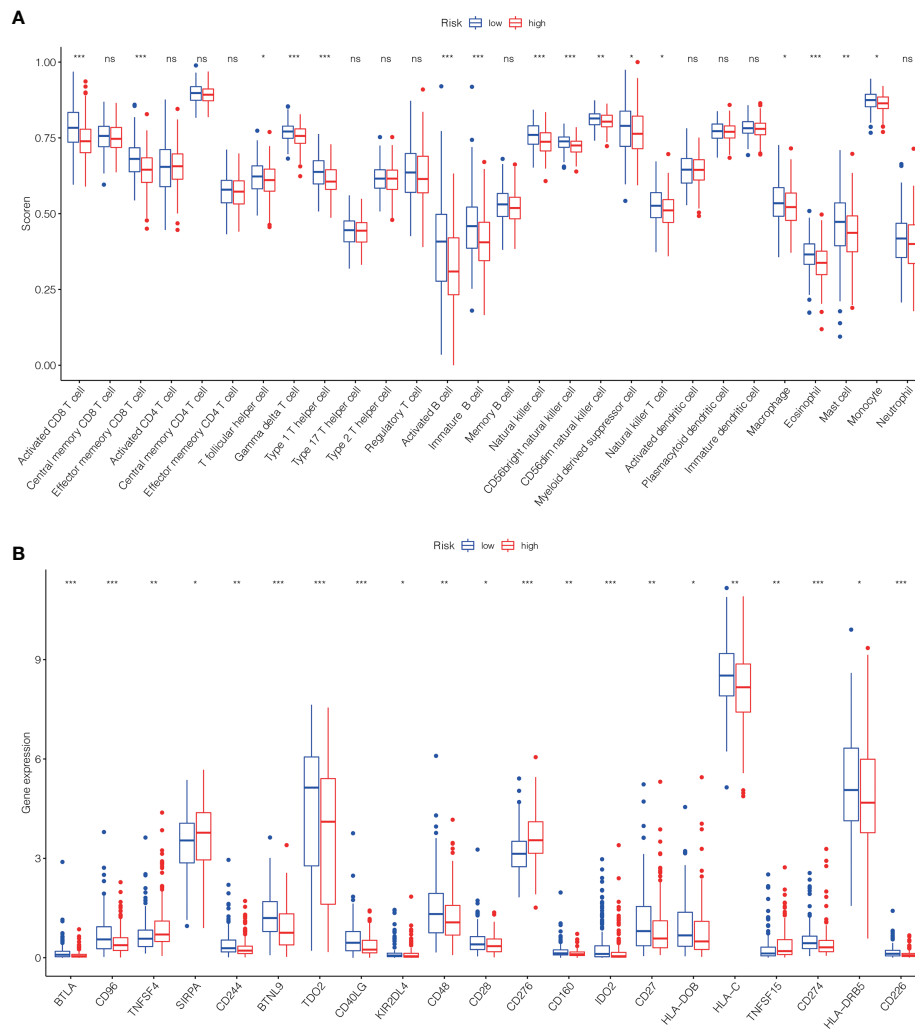 A
Risk low high
*** ns *** ns ns ns * *** *** ns ns ns *** *** ns *** *** ** * * ns ns ns * *** ** * ns
1.00
0.75
0.50
0.25
0.00
Scoren
Activated CD8 T cell
Central memory CD8 T cell
Effector memory CD8 T cell
Activated CD4 T cell
Central memory CD4 T cell
Effector memory CD4 T cell
T follicular helper cell
Gamma delta T cell
Type 1 T helper cell
Type 17 T helper cell
Type 2 T helper cell
Regulatory T cell
Activated B cell
Immature B cell
Memory B cell
Natural killer cell
CD56bright natural killer cell
CD56dim natural killer cell
Myeloid derived suppressor cell
Natural killer T cell
Activated dendritic cell
Plasmacytoid dendritic cell
Immature dendritic cell
Macrophage
Eosinophil
Mast cell
Monocyte
Neutrophil
B
Risk low high
*** *** ** * ** *** *** *** * ** * *** ** *** ** * ** ** *** * ***
9
6
3
0
Gene expression
BTLA
CD96
TNFSF4
SIRPA
CD244
BTNL9
TDO2
CD40LG
KIR2DL4
CD48
CD28
CD276
CD160
IDO2
CD27
HLA-DOB
HLA-C
TNFSF15
CD274
HLA-DRB5
CD226